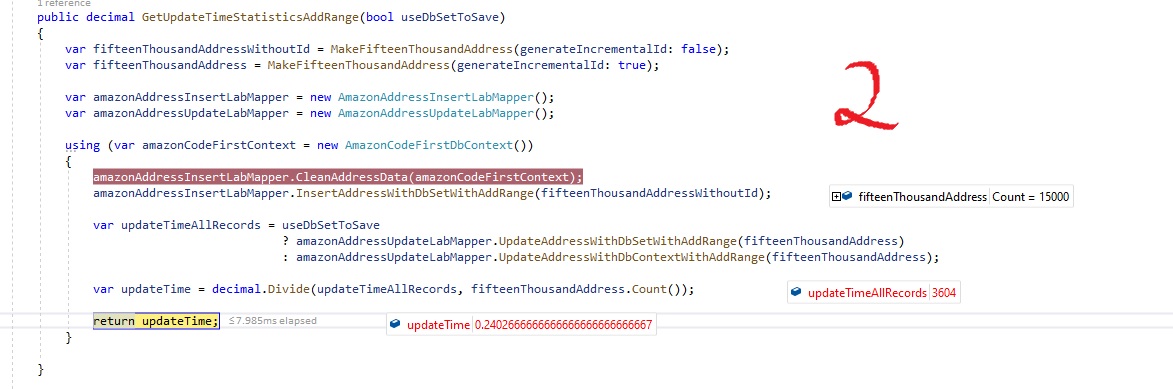 1 reference
public decimal GetUpdateTimeStatisticsAddRange(bool useDbSetToSave)
{
var fifteenThousandAddressWithoutId = MakeFifteenThousandAddress(generateIncrementalId: false);
var fifteenThousandAddress = MakeFifteenThousandAddress(generateIncrementalId: true);
var amazonAddressInsertLabMapper = new AmazonAddressInsertLabMapper();
var amazonAddressUpdateLabMapper = new AmazonAddressUpdateLabMapper();
2
using (var amazonCodeFirstContext = new AmazonCodeFirstDbContext())
{
amazonAddressInsertLabMapper.CleanAddressData(amazonCodeFirstContext);
amazonAddressInsertLabMapper.InsertAddressWithDbSetWithAddRange(fifteenThousandAddressWithoutId);
fifteenThousandAddress Count = 15000
var updateTimeAllRecords = useDbSetToSave
? amazonAddressUpdateLabMapper.UpdateAddressWithDbSetWithAddRange(fifteenThousandAddress)
: amazonAddressUpdateLabMapper.UpdateAddressWithDbContextWithAddRange(fifteenThousandAddress);
var updateTime = decimal.Divide(updateTimeAllRecords, fifteenThousandAddress.Count());
updateTimeAllRecords 3604
return updateTime; ≤7.985ms elapsed
updateTime 0.2402666666666666666666666667
}
}